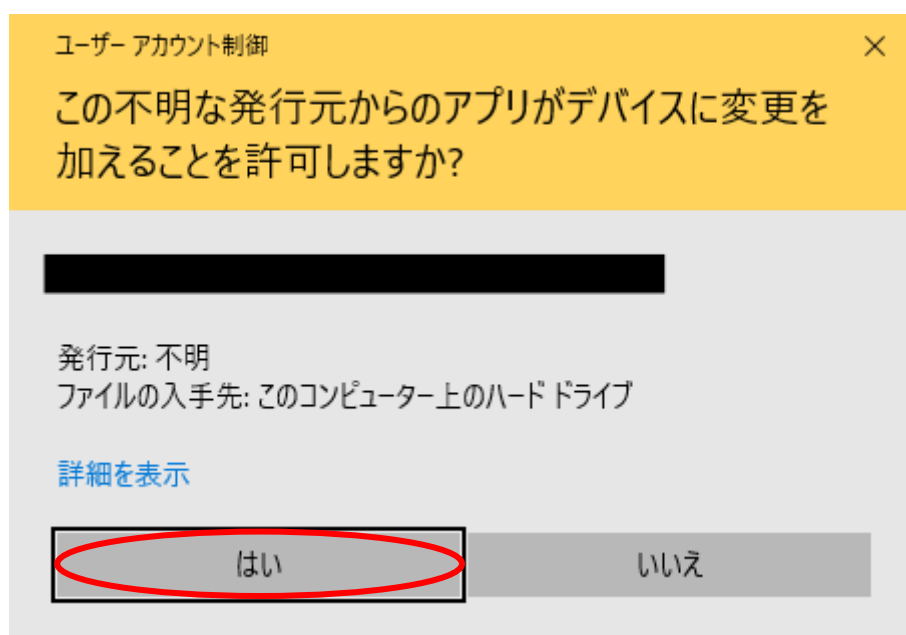 ユーザー アカウント制御
この不明な発行元からのアプリがデバイスに変更を
加えることを許可しますか?
発行元: 不明
ファイルの入手先: このコンピューター上のハード ドライブ
詳細を表示
はい
いいえ